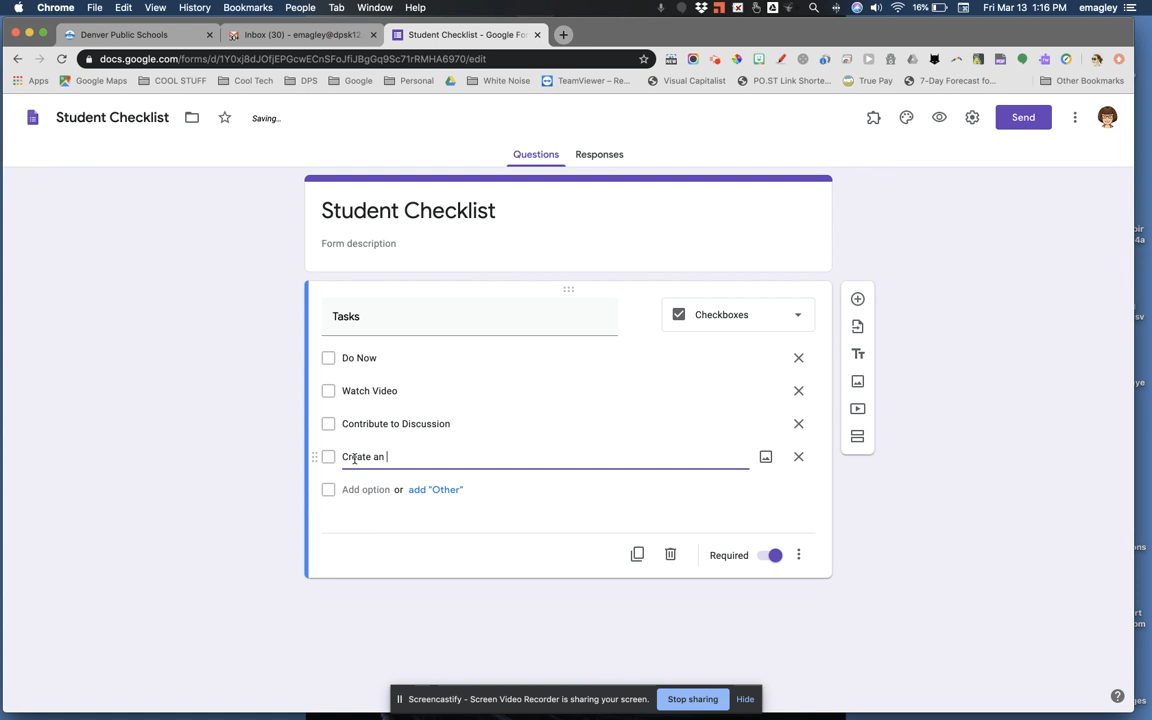 Chrome File Edit View History Bookmarks People Tab Window Help 16% Fri Mar 13 1:16 PM emagley
Denver Public Schools Inbox (30) - emagley@dpsk12. Student Checklist - Google Fo
docs.google.com/forms/d/1Y0xj8dJOfjEPGcwECnSFoJfiJBgGq9Sc71rRMHA6970/edit
Apps Google Maps COOL STUFF Cool Tech DPS Google Personal White Noise TeamViewer – Re... Visual Capitalist PO.ST Link Shorte... True Pay 7-Day Forecast fo... Other Bookmarks
Student Checklist Saving... Send
Questions Responses
Student Checklist
Form description
Tasks Checkboxes
Do Now
Watch Video
Contribute to Discussion
Create an
Add option or add "Other"
Required
Screencastify - Screen Video Recorder is sharing your screen. Stop sharing Hide